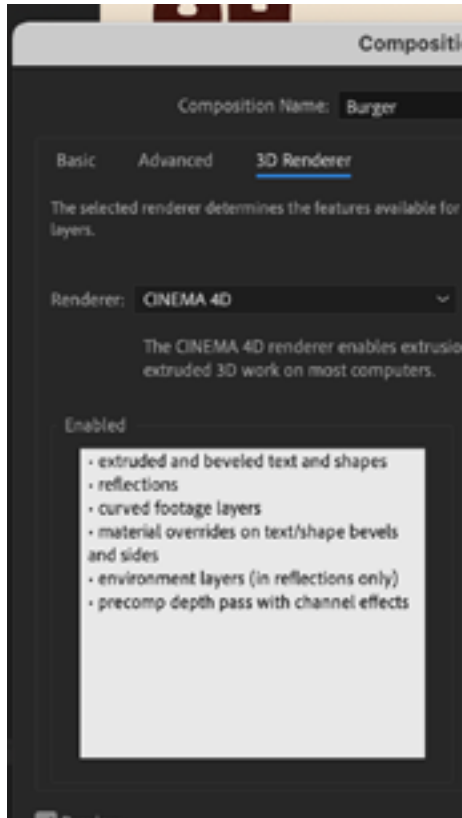 Compositi
Composition Name: Burger
Basic Advanced 3D Renderer
The selected renderer determines the features available for
layers.
Renderer: CINEMA 4D
The CINEMA 4D renderer enables extrusio
extruded 3D work on most computers.
Enabled
• extruded and beveled text and shapes
• reflections
• curved footage layers
• material overrides on text/shape bevels
and sides
• environment layers (in reflections only)
• precomp depth pass with channel effects